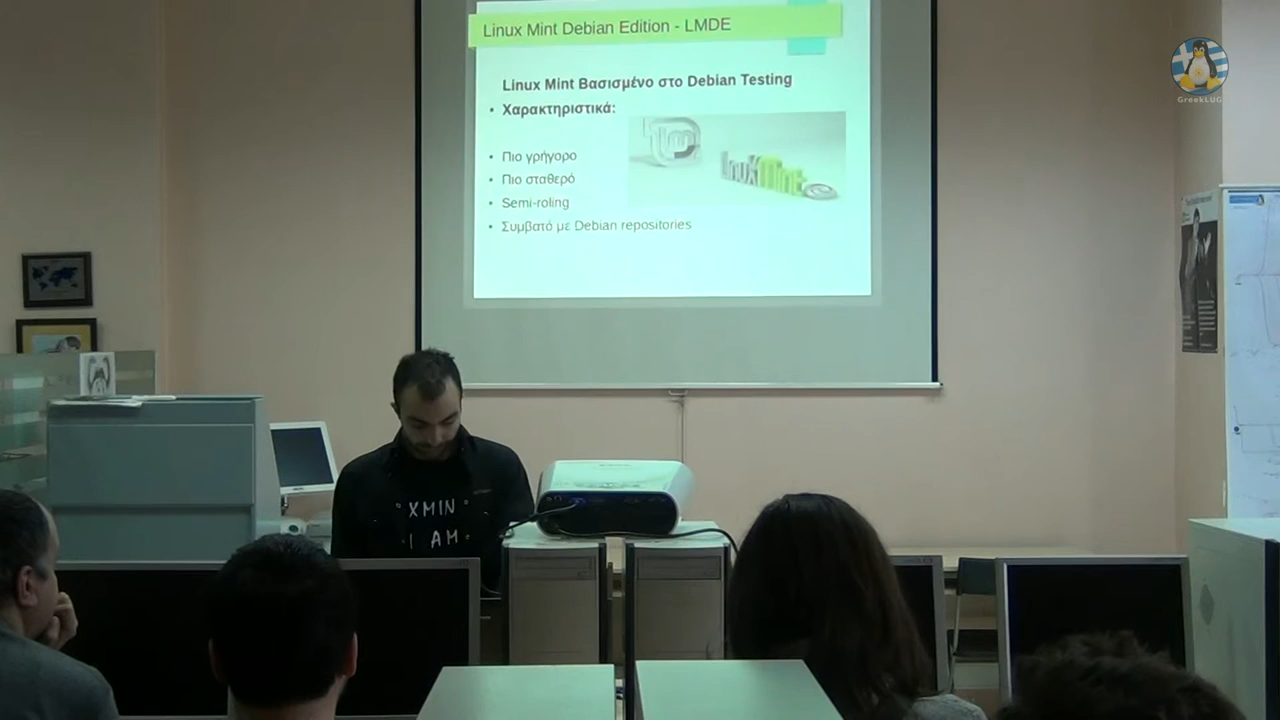 Linux Mint Debian Edition - LMDE
Linux Mint Βασισμένο στο Debian Testing
• Χαρακτηριστικά:
• Πιο γρήγορο
• Πιο σταθερό
• Semi-roling
• Συμβατό με Debian repositories
LinuxMint
GreekLUG
XMIN
I AM